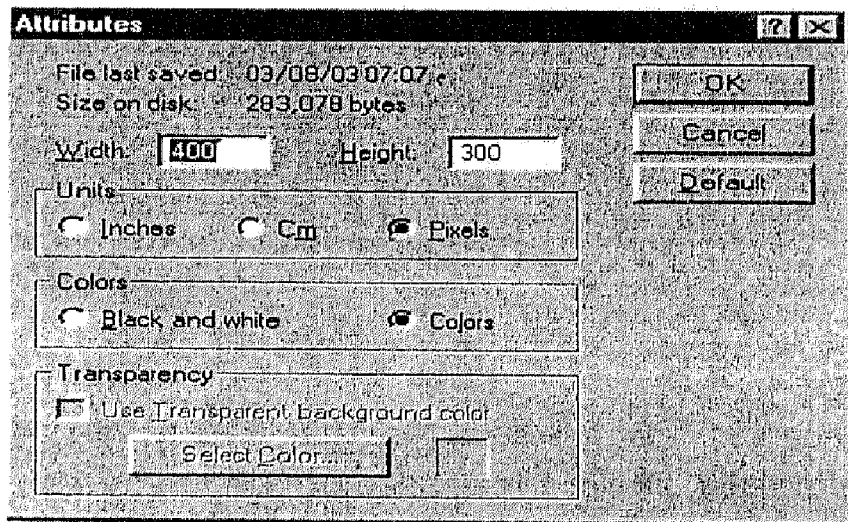 Attributes
File last saved: 03/08/03 07:07
Size on disk: 283,078 bytes
OK
Cancel
Width: 400 Height: 300
Default
Units
Inches Cm Pixels
Colors
Black and white Colors
Transparency
Use Transparent background color
Select Color...